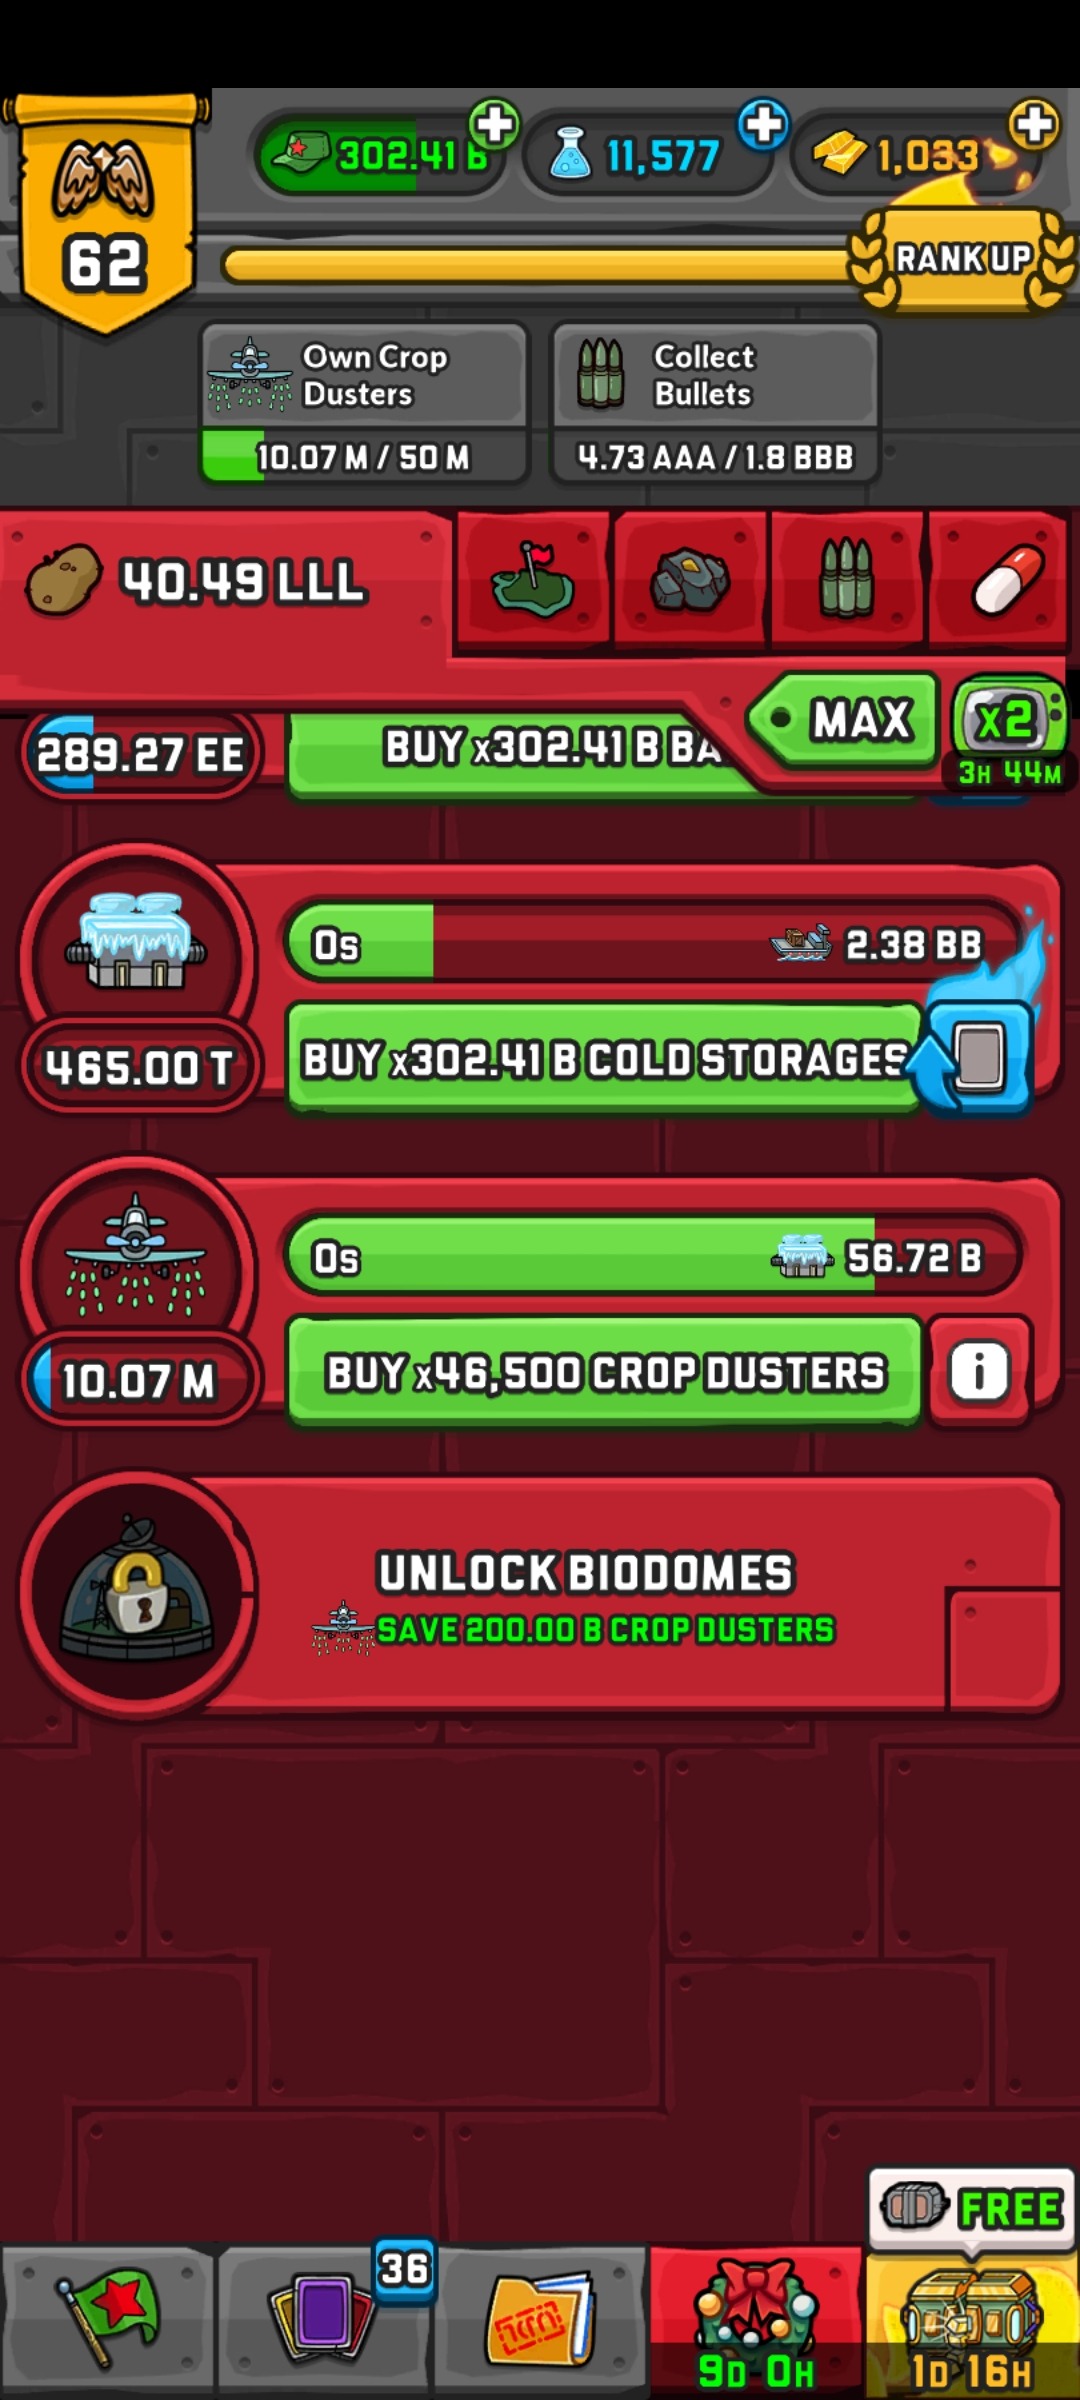 302.41 B
11,577
1,033
62
RANK UP
Own Crop
Dusters
10.07 M / 50 M
Collect
Bullets
4.73 AAA / 1.8 BBB
40.49 LLL
MAX
x2
3H 44M
289.27 EE
BUY x302.41 B BA
0s
2.38 BB
465.00 T
BUY x302.41 B COLD STORAGES
0s
56.72 B
10.07 M
BUY x46,500 CROP DUSTERS
i
UNLOCK BIODOMES
SAVE 200.00 B CROP DUSTERS
FREE
36
9D 0H
1D 16H